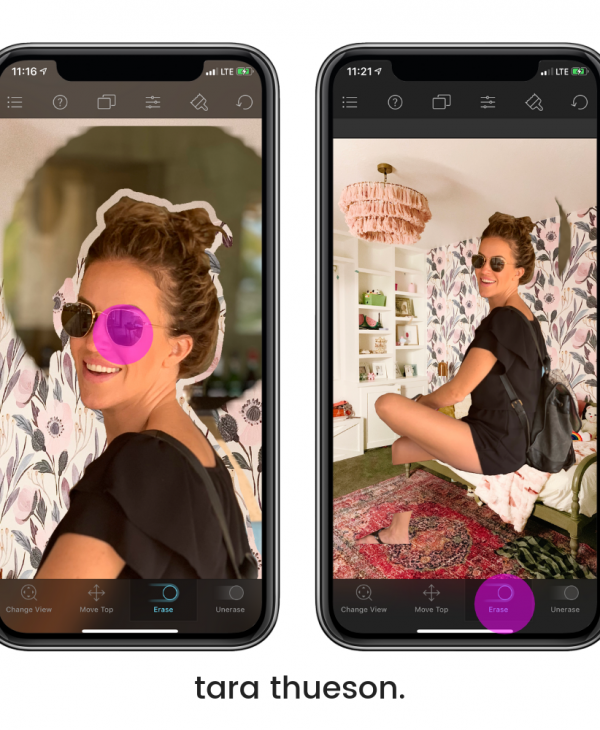 11:16
LTE
11:21
LTE
Change View
Move Top
Erase
Unerase
Change View
Move Top
Erase
Unerase
tara thueson.